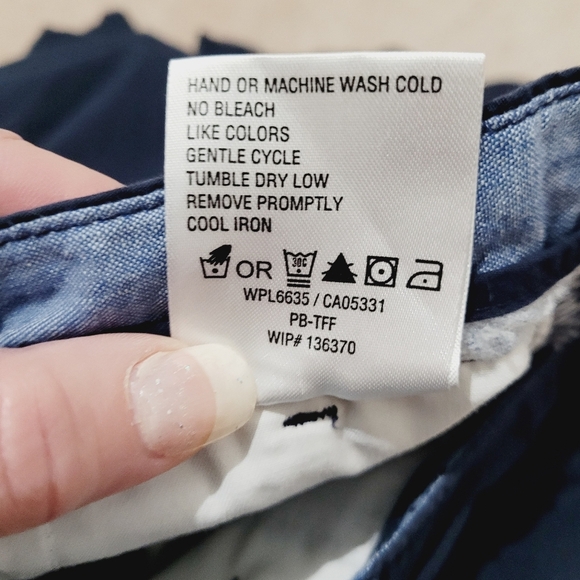 HAND OR MACHINE WASH COLD
NO BLEACH
LIKE COLORS
GENTLE CYCLE
TUMBLE DRY LOW
REMOVE PROMPTLY
COOL IRON
OR 30C
WPL6635 / CA05331
PB-TFF
WIP# 136370